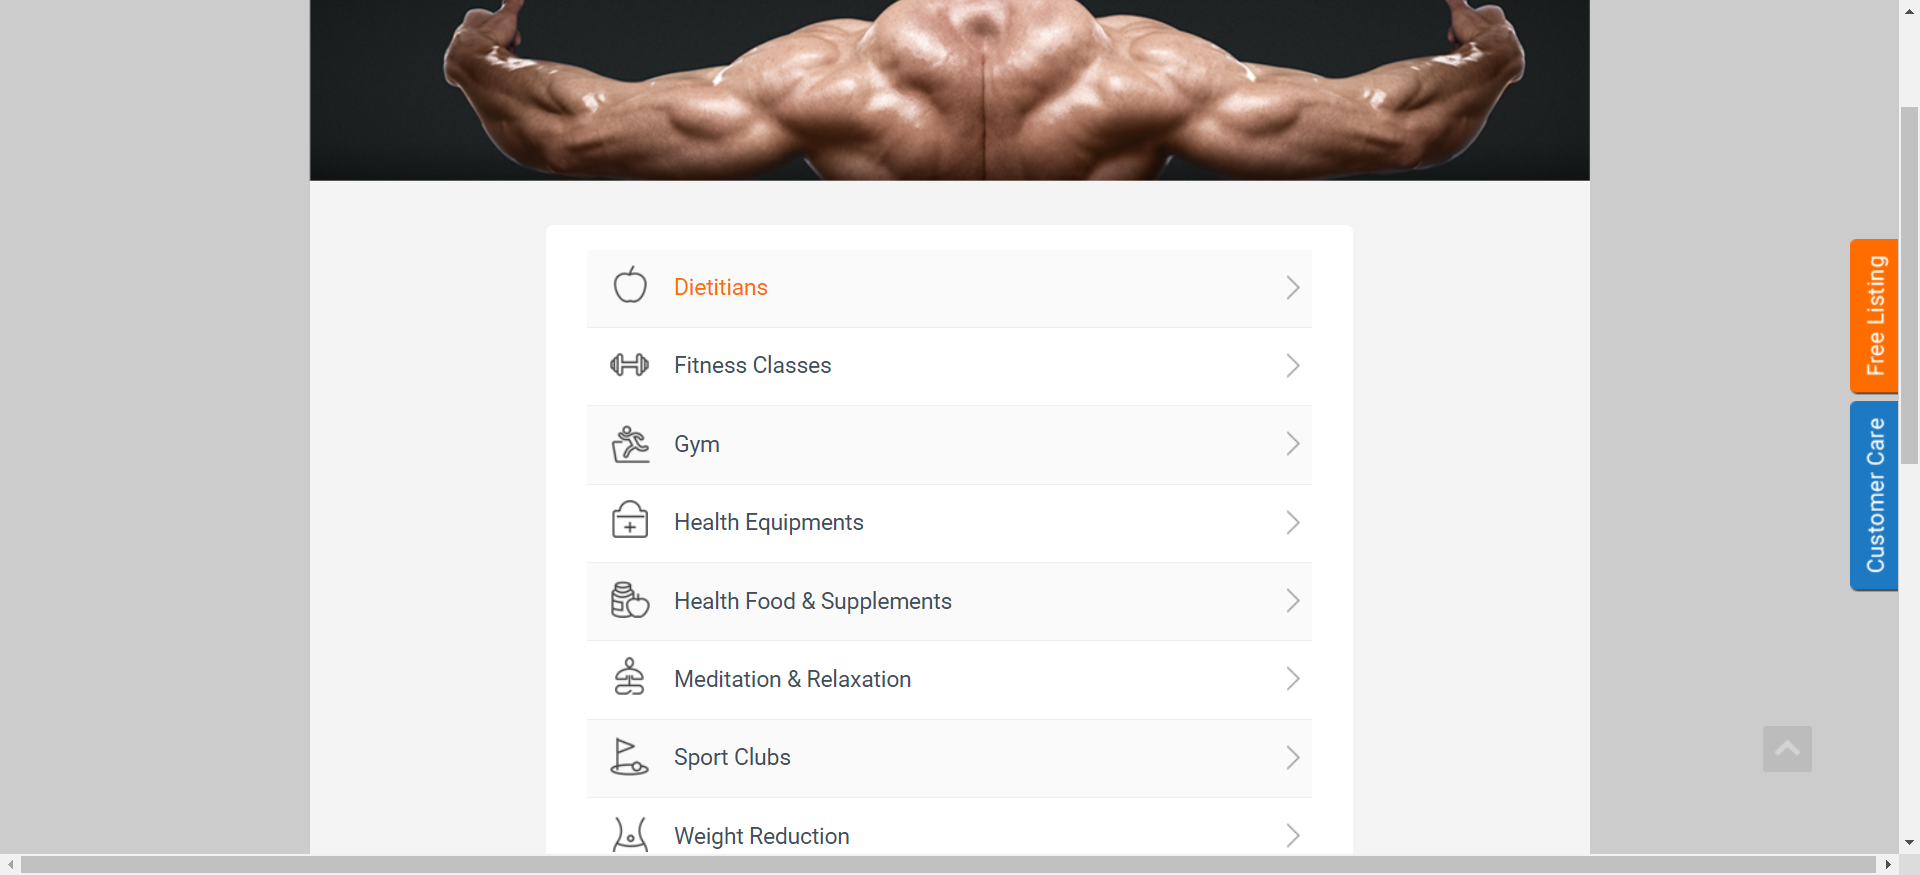 Dietitians
Fitness Classes
Gym
Health Equipments
Health Food & Supplements
Meditation & Relaxation
Sport Clubs
Weight Reduction
Free Listing
Customer Care